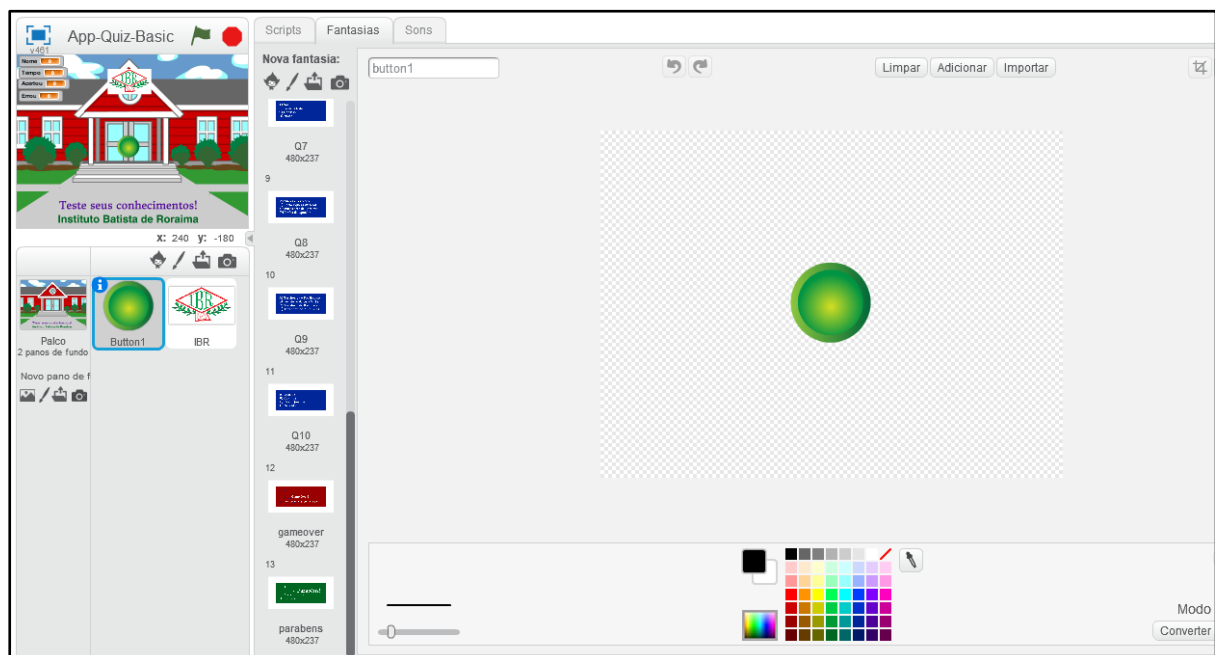 App-Quiz-Basic
v461
Nome
Tempo
Acertou
Errou
IBR
Teste seus conhecimentos!
Instituto Batista de Roraima
x: 240 y: -180
Palco
2 panos de fundo
Novo pano de f
Button1
IBR
IBR
Scripts
Fantasias
Sons
Nova fantasia:
Q7
480x237
9
Q8
480x237
10
Q9
480x237
11
Q10
480x237
12
gameover
480x237
13
parabens
480x237
button1
Limpar
Adicionar
Importar
Modo
Converter